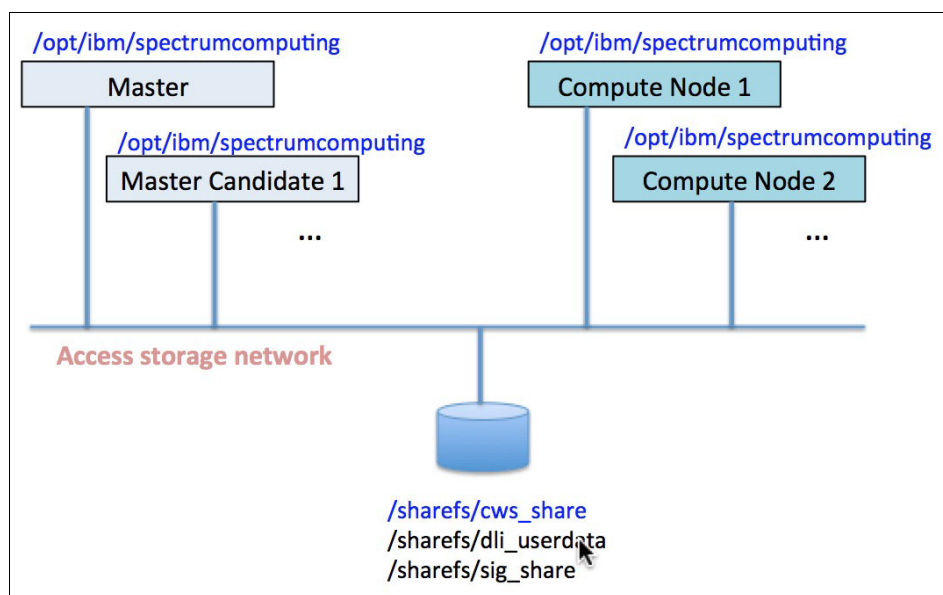 /opt/ibm/spectrumcomputing
Master
/opt/ibm/spectrumcomputing
Master Candidate 1
...
/opt/ibm/spectrumcomputing
Compute Node 1
/opt/ibm/spectrumcomputing
Compute Node 2
...
Access storage network
/sharefs/cws_share
/sharefs/dli_userdata
/sharefs/sig_share